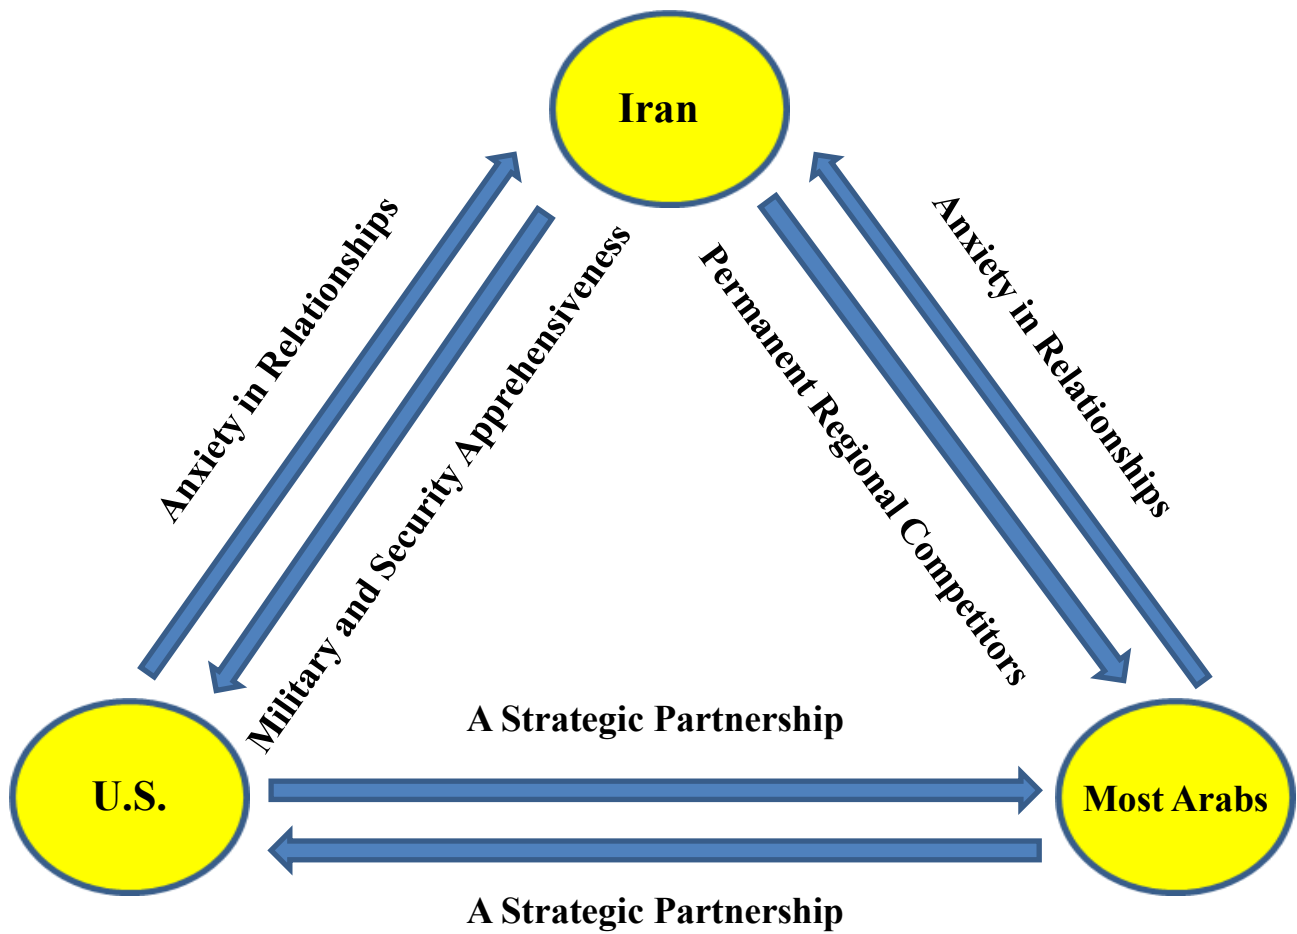 Iran
Anxiety in Relationships
Military and Security Apprehensiveness
Permanent Regional Competitors
Anxiety in Relationships
A Strategic Partnership
U.S.
Most Arabs
A Strategic Partnership